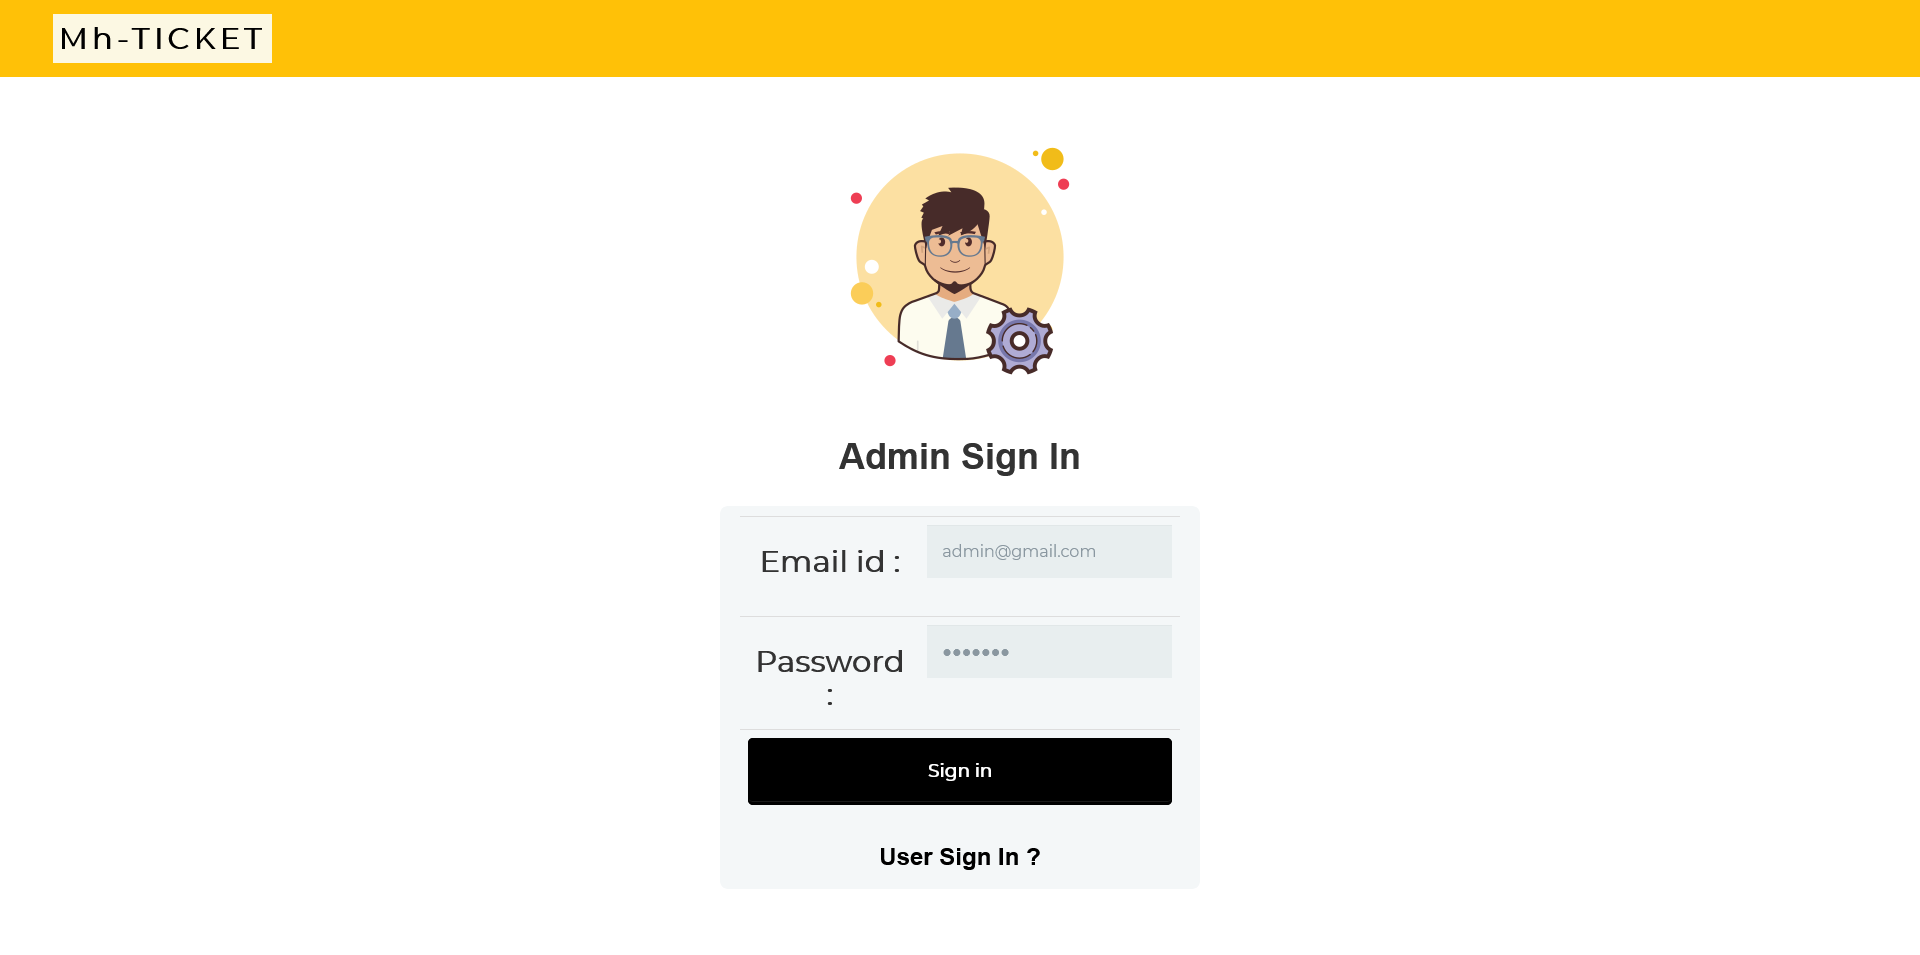 Mh-TICKET
Admin Sign In
Email id :
admin@gmail.com
Password
:
•••••••
Sign in
User Sign In ?